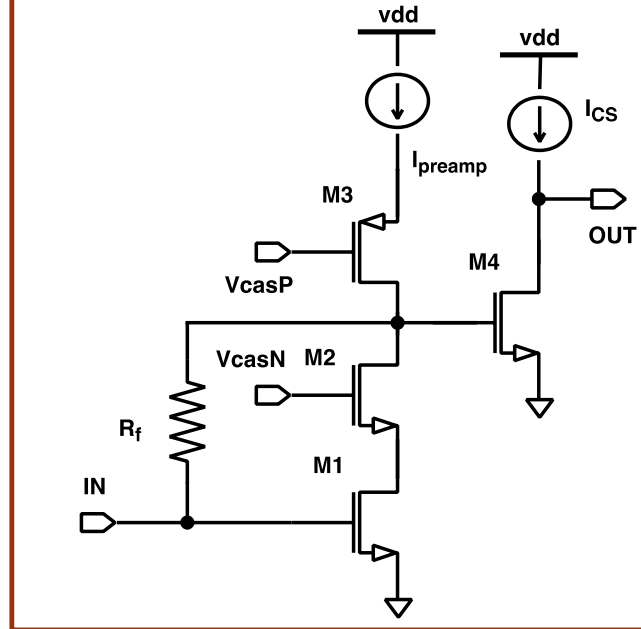 vdd
vdd
I_CS
I_preamp
M3
OUT
M4
VcasP
VcasN
M2
R_f
M1
IN